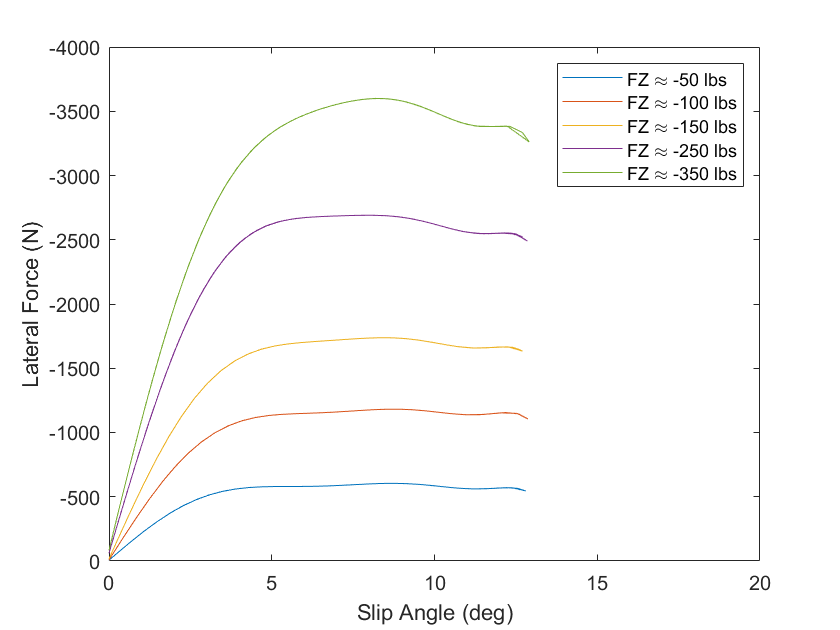 -4000
-3500
-3000
-2500
-2000
-1500
-1000
-500
0
Lateral Force (N)
0 5 10 15 20
Slip Angle (deg)
FZ ≈ -50 lbs
FZ ≈ -100 lbs
FZ ≈ -150 lbs
FZ ≈ -250 lbs
FZ ≈ -350 lbs